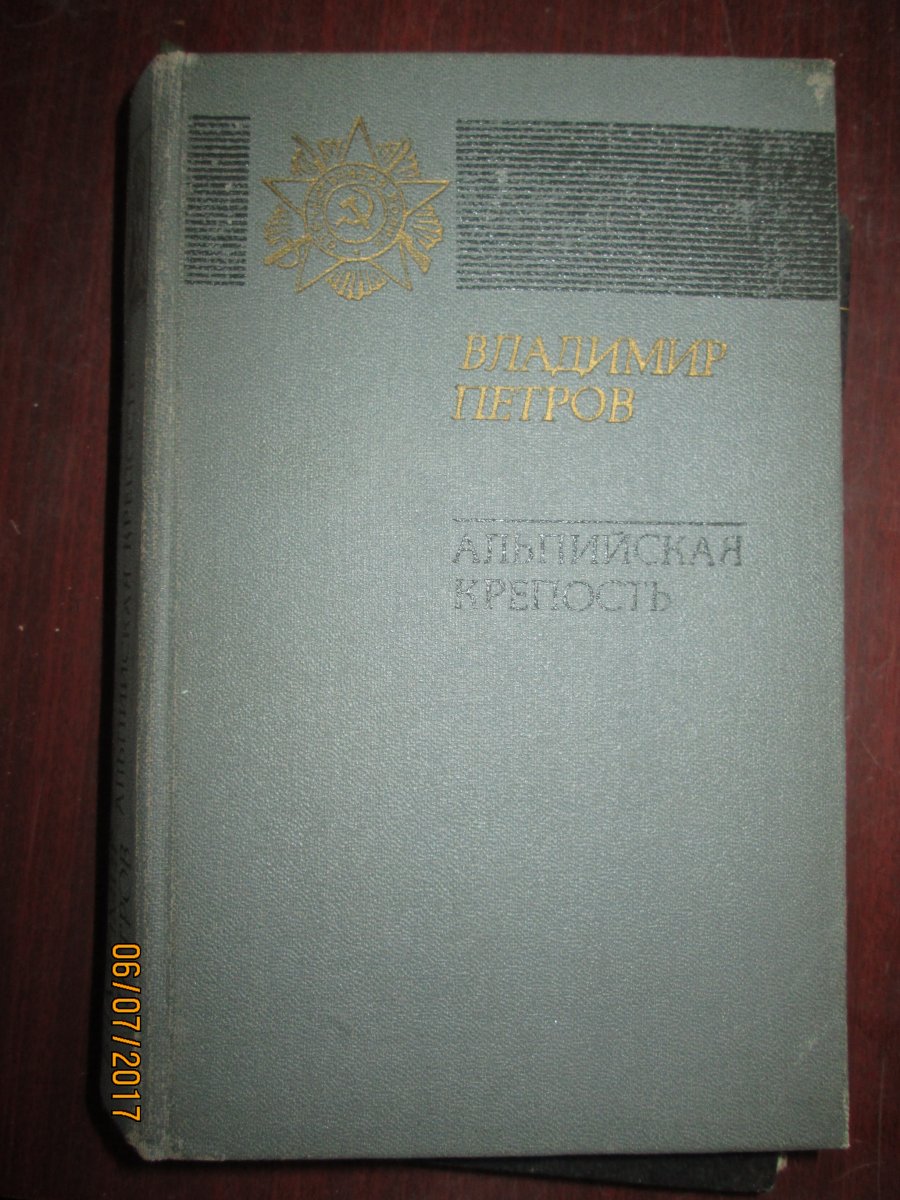 ВЛАДИМИР
ПЕТРОВ
АЛЬПИЙСКАЯ
КРЕПОСТЬ
06/07/2017